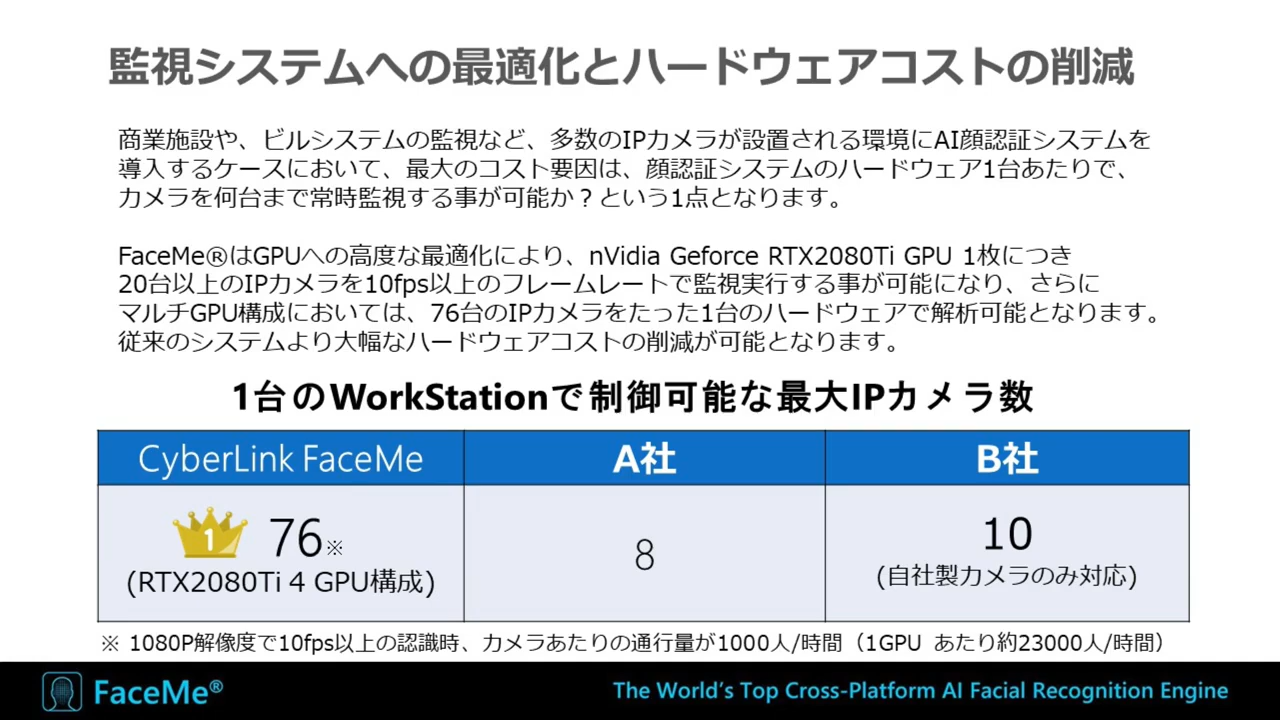 監視システムへの最適化とハードウェアコストの削減
商業施設や、ビルシステムの監視など、多数のIPカメラが設置される環境にAI顔認証システムを
導入するケースにおいて、最大のコスト要因は、顔認証システムのハードウェア1台あたりで、
カメラを何台まで常時監視する事が可能か？という1点となります。
FaceMe®はGPUへの高度な最適化により、nVidia Geforce RTX2080Ti GPU 1枚につき
20台以上のIPカメラを10fps以上のフレームレートで監視実行する事が可能になり、さらに
マルチGPU構成においては、76台のIPカメラをたった1台のハードウェアで解析可能となります。
従来のシステムより大幅なハードウェアコストの削減が可能となります。
1台のWorkStationで制御可能な最大IPカメラ数
CyberLink FaceMe
A社
B社
1 76※
(RTX2080Ti 4 GPU構成)
8
10
(自社製カメラのみ対応)
※ 1080P解像度で10fps以上の認識時、カメラあたりの通行量が1000人/時間（1GPU あたり約23000人/時間）
FaceMe®
The World's Top Cross-Platform AI Facial Recognition Engine